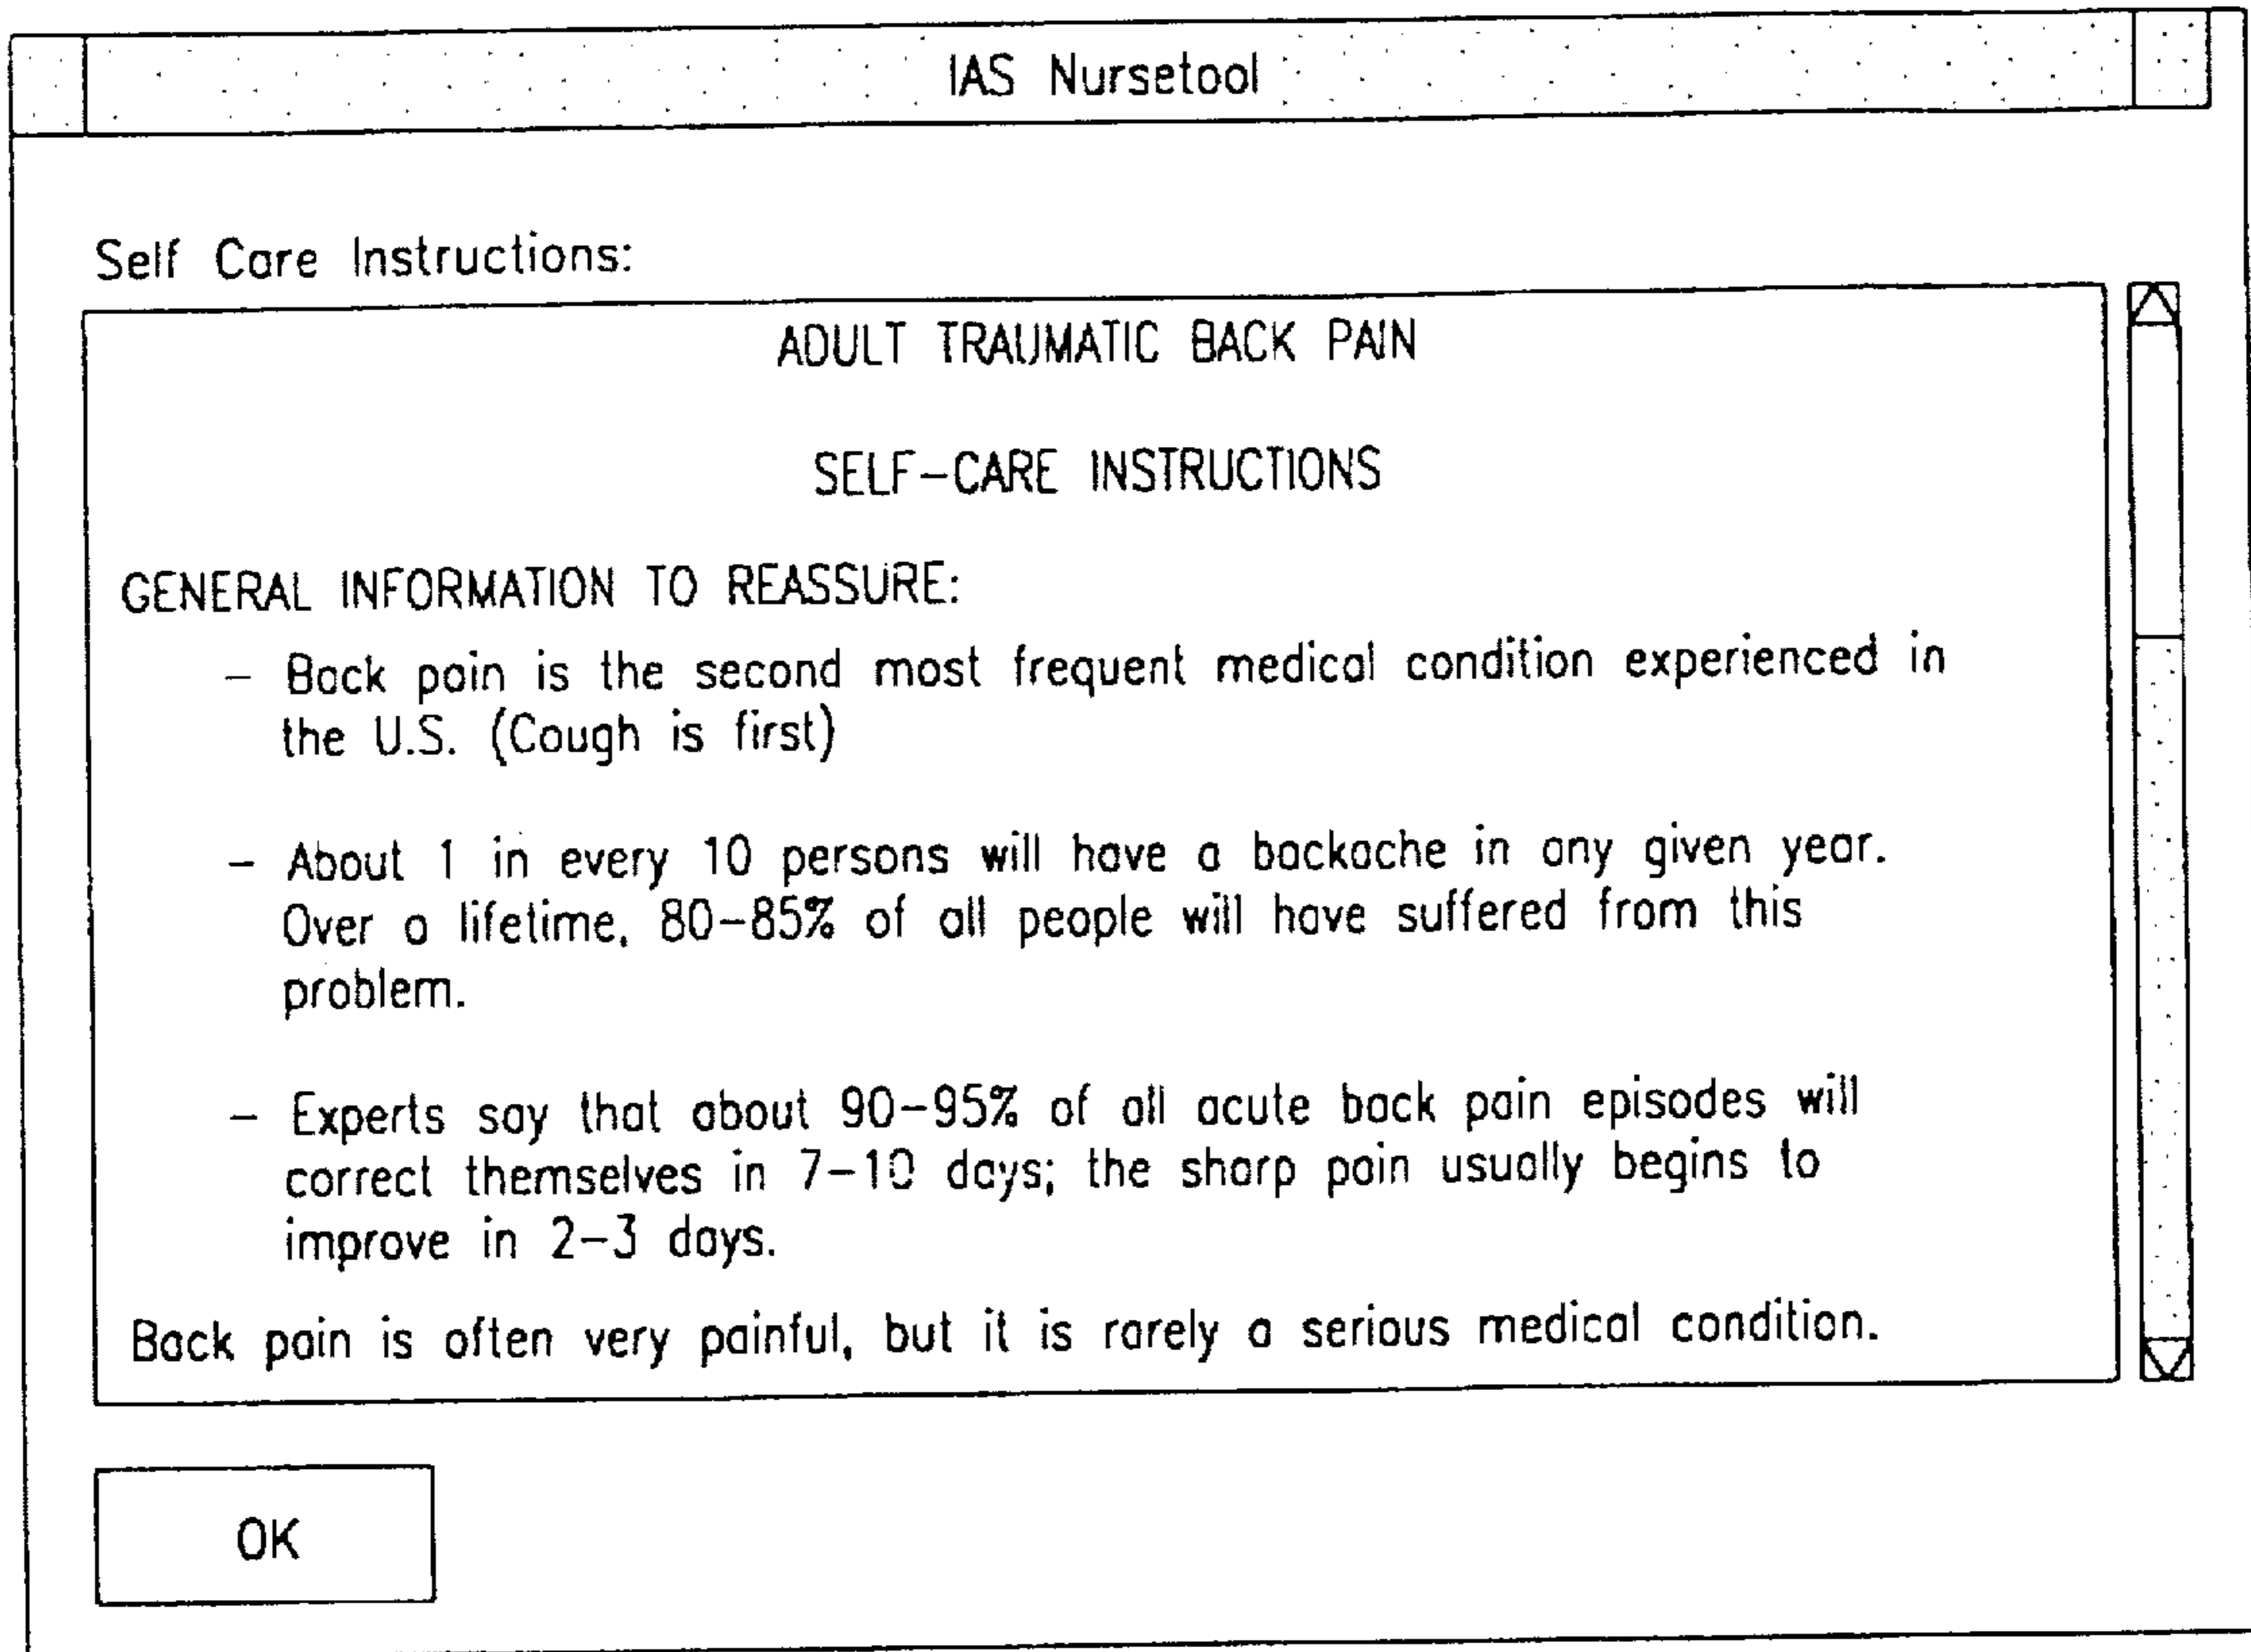 IAS Nursetool
Self Care Instructions:
ADULT TRAUMATIC BACK PAIN
SELF-CARE INSTRUCTIONS
GENERAL INFORMATION TO REASSURE:
- Back pain is the second most frequent medical condition experienced in
the U.S. (Cough is first)
- About 1 in every 10 persons will have a backache in any given year.
Over a lifetime, 80-85% of all people will have suffered from this
problem.
- Experts say that about 90-95% of all acute back pain episodes will
correct themselves in 7-10 days; the sharp pain usually begins to
improve in 2-3 days.
Back pain is often very painful, but it is rarely a serious medical condition.
OK